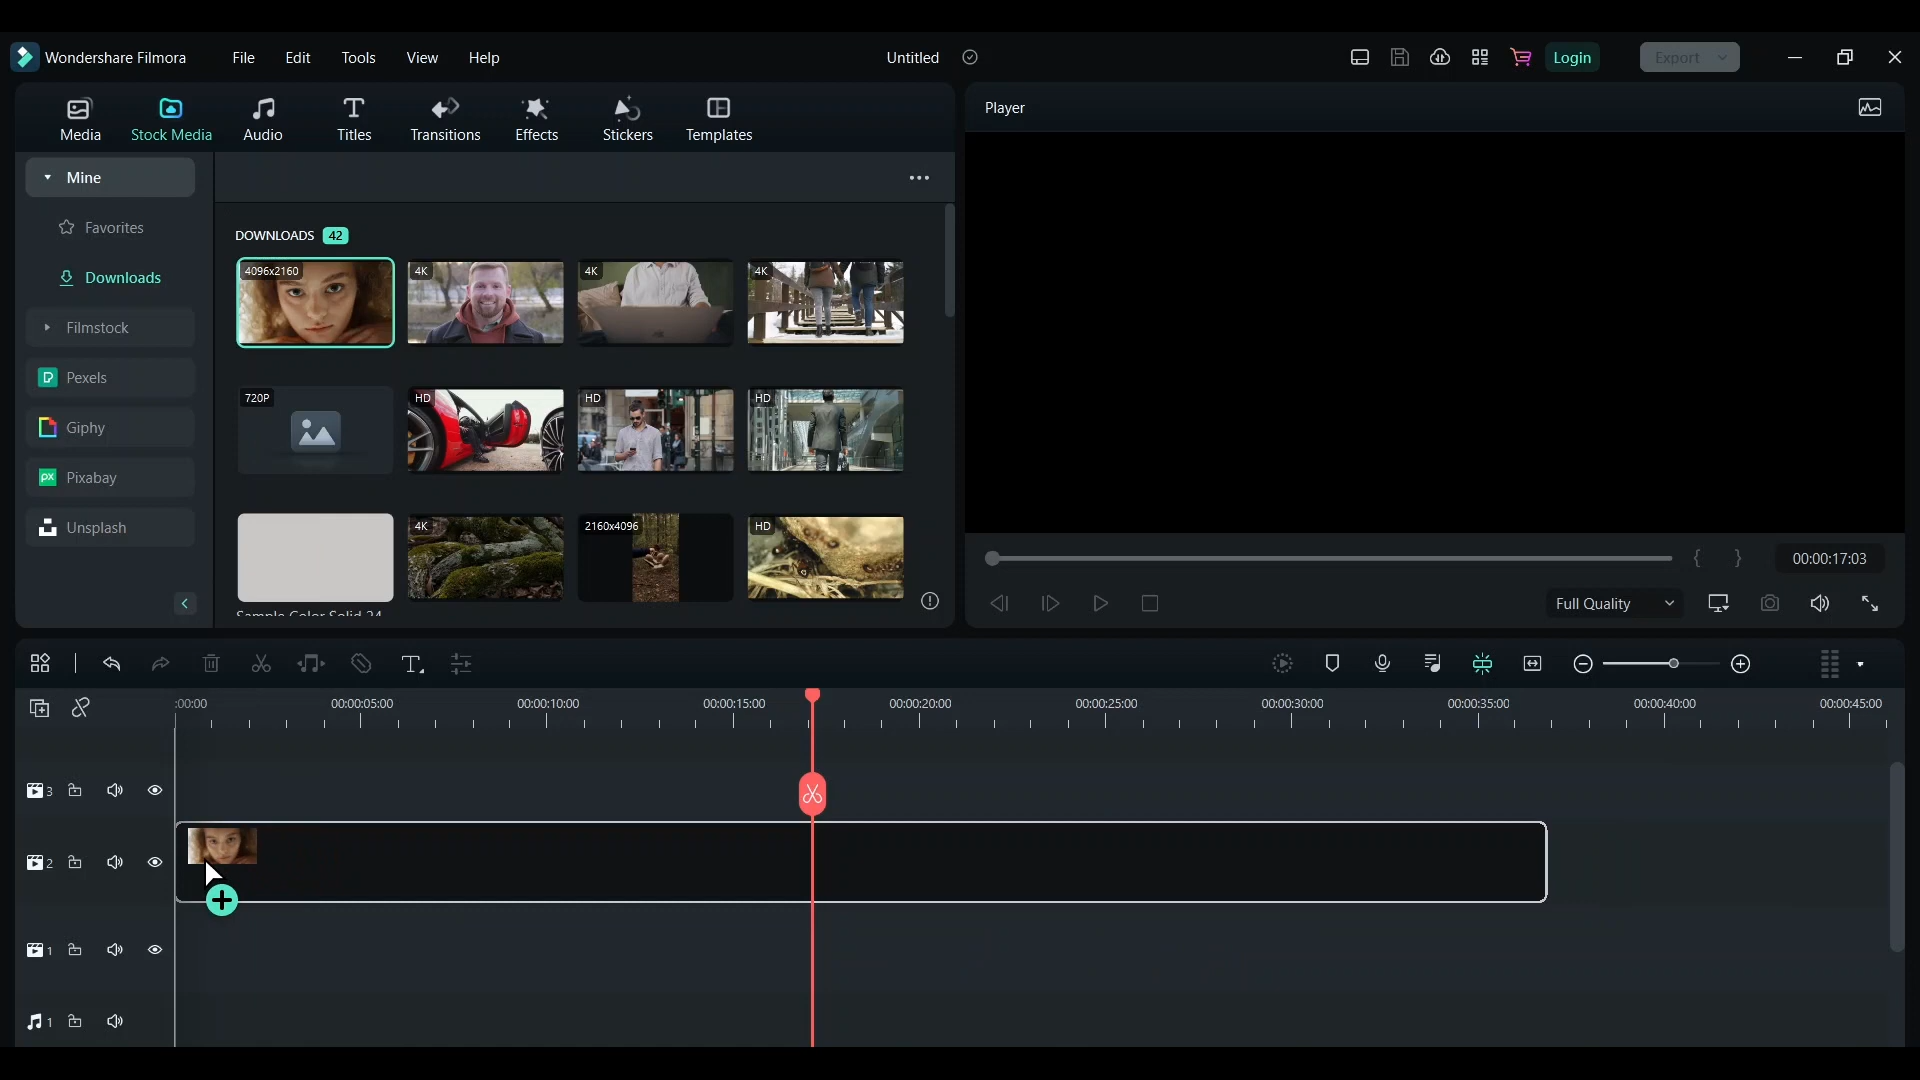 Wondershare Filmora File Edit Tools View Help Untitled Login Export
Media Stock Media Audio Titles Transitions Effects Stickers Templates
Player
Mine
Favorites
Downloads
Filmstock
Pexels
Giphy
Pixabay
Unsplash
DOWNLOADS 42
4096x2160 4K 4K 4K
720P HD HD HD
4K 2160x4096 HD
Sample Color Solid 24
00:00:17:03
Full Quality
:00:00 00:00:05:00 00:00:10:00 00:00:15:00 00:00:20:00 00:00:25:00 00:00:30:00 00:00:35:00 00:00:40:00 00:00:45:00
3
2
1
1